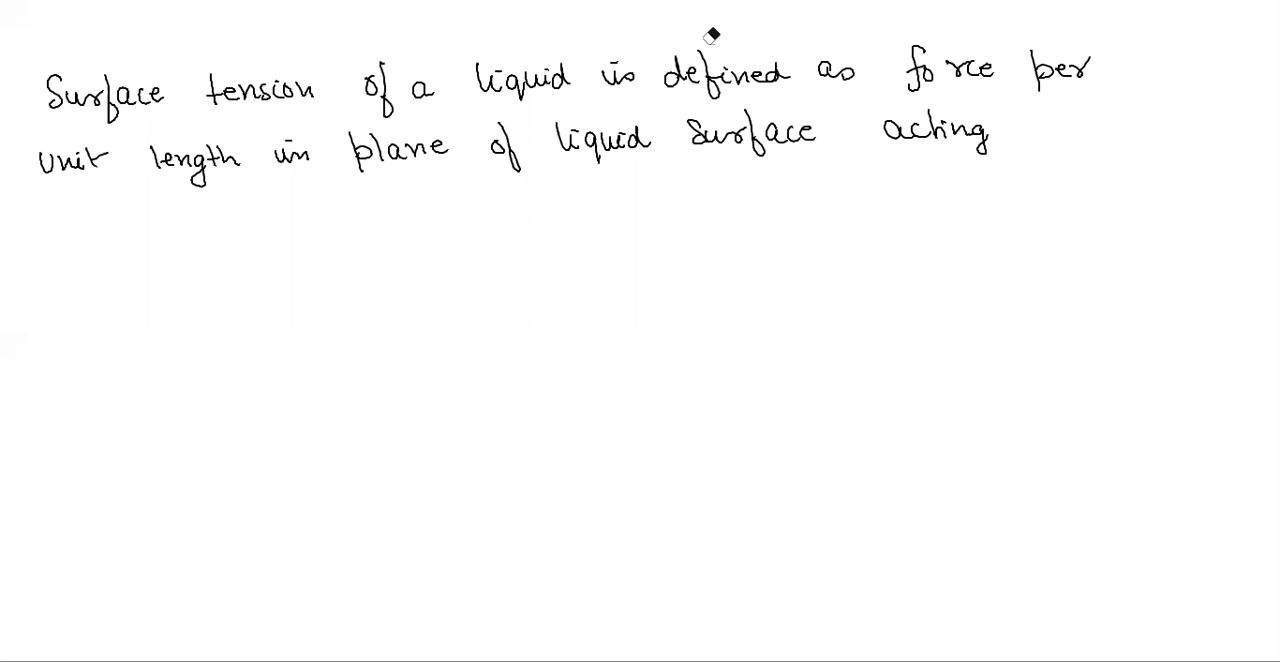 Surface tension of a liquid is defined as force per
unit length in plane of liquid surface acting